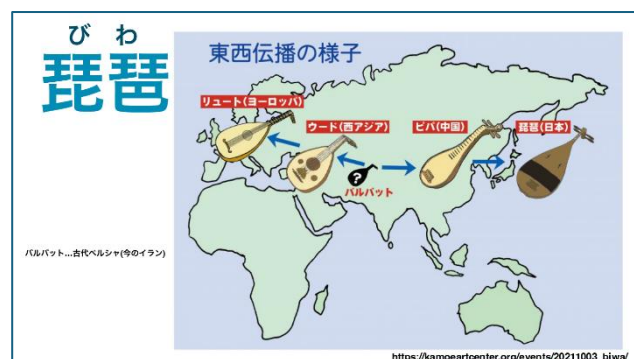 びわ
琵琶
東西伝播の様子
リュート(ヨーロッパ)
ウード(西アジア)
ピパ(中国)
琵琶(日本)
?
バルバット
バルバット...古代ペルシャ(今のイラン)
https://kamoeartcenter.org/events/20211003_biwa/